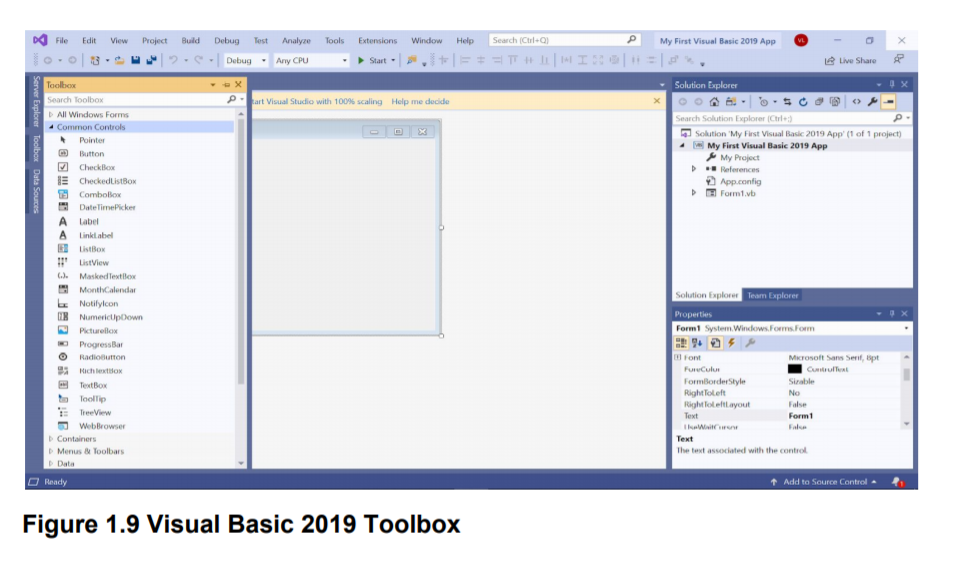 File Edit View Project Build Debug Test Analyze Tools Extensions Window Help Search (Ctrl+Q) My First Visual Basic 2019 App VL
Debug Any CPU Start Live Share
Server Explorer
Toolbox
Data Sources
Toolbox
Search Toolbox
All Windows Forms
Common Controls
Pointer
Button
CheckBox
CheckedListBox
ComboBox
DateTimePicker
Label
LinkLabel
ListBox
ListView
MaskedTextBox
MonthCalendar
NotifyIcon
NumericUpDown
PictureBox
ProgressBar
RadioButton
RichTextBox
TextBox
ToolTip
TreeView
WebBrowser
Containers
Menus & Toolbars
Data
tart Visual Studio with 100% scaling Help me decide
Solution Explorer
Search Solution Explorer (Ctrl+;)
Solution 'My First Visual Basic 2019 App' (1 of 1 project)
My First Visual Basic 2019 App
My Project
References
App.config
Form1.vb
Solution Explorer Team Explorer
Properties
Form1 System.Windows.Forms.Form
Font Microsoft Sans Serif, 8pt
ForeColor ControlText
FormBorderStyle Sizable
RightToLeft No
RightToLeftLayout False
Text Form1
UseWaitCursor False
Text
The text associated with the control.
Ready Add to Source Control 1
Figure 1.9 Visual Basic 2019 Toolbox